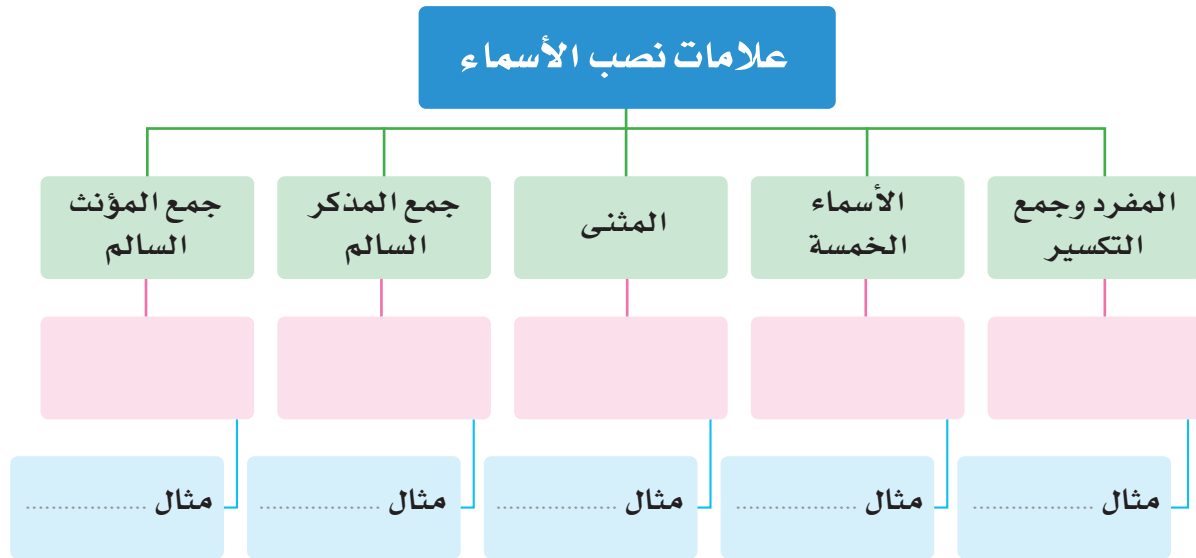 علامات نصب الأسماء
المفرد وجمع
التكسير
الأسماء
الخمسة
المثنى
جمع المذكر
السالم
جمع المؤنث
السالم
مثال ..................
مثال ..................
مثال ..................
مثال ..................
مثال ..................